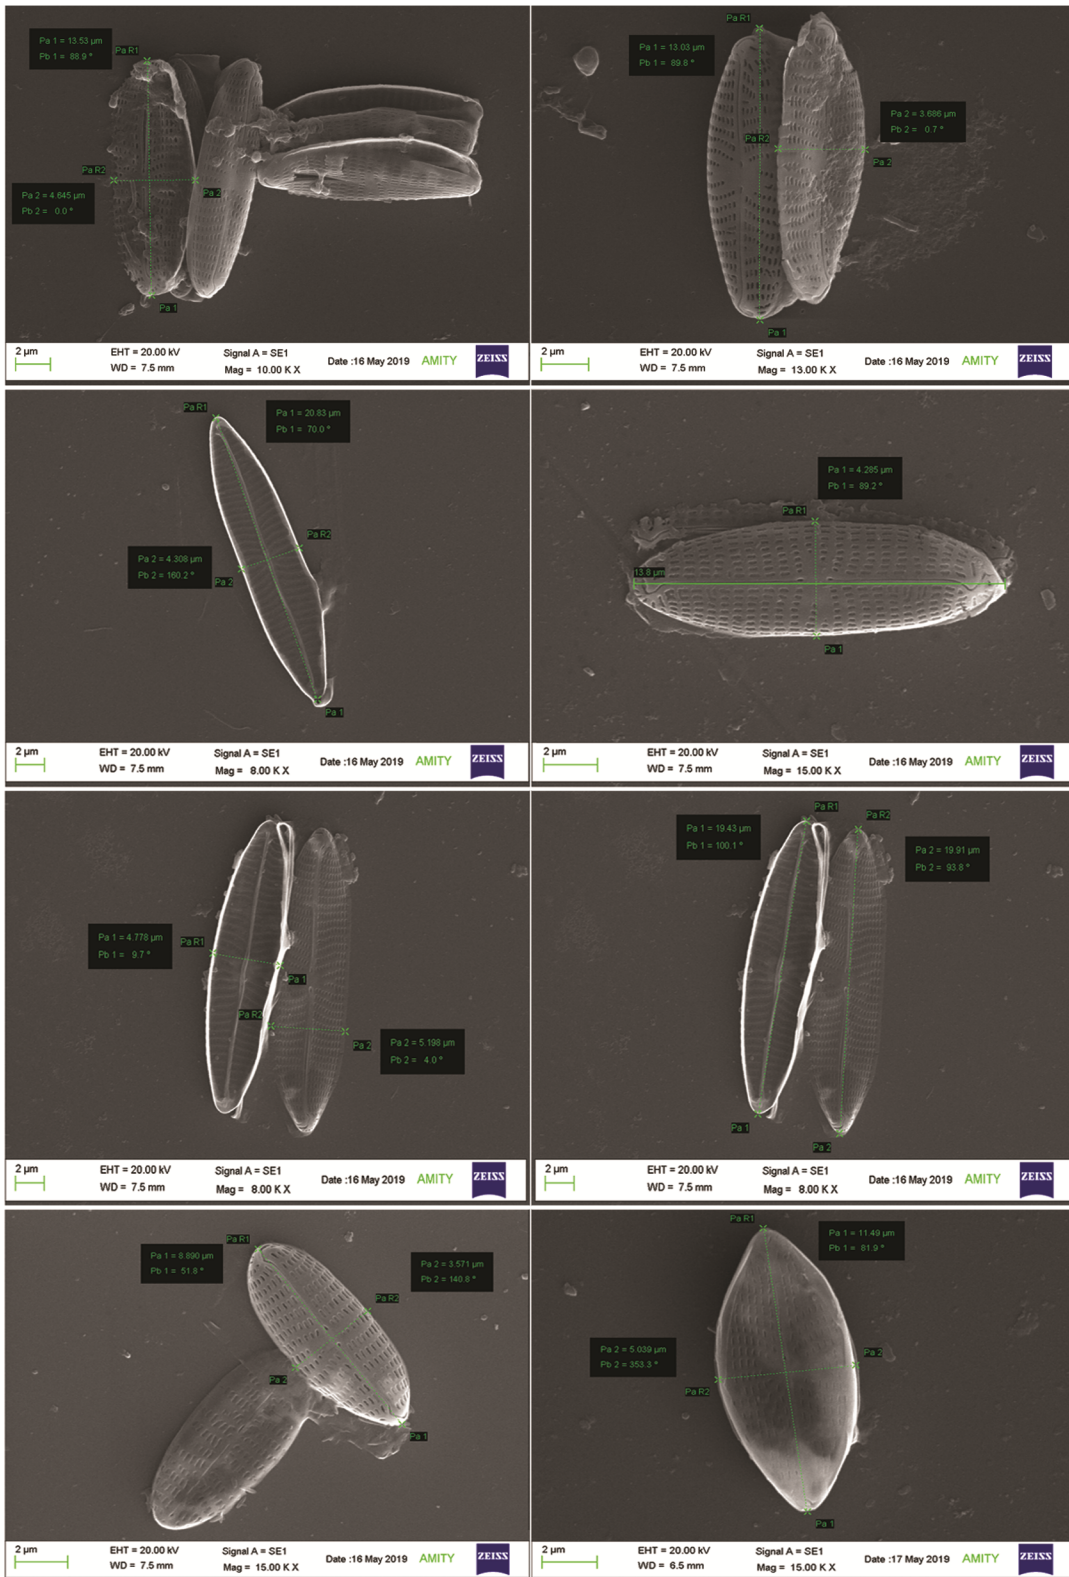 Pa 1 = 13.53 µm
Pb 1 = 88.9 °
Pa R1
Pa R2
Pa 2
Pa 2 = 4.645 µm
Pb 2 = 0.0 °
Pa 1
2 µm
EHT = 20.00 kV
Signal A = SE1
WD = 7.5 mm
Mag = 10.00 K X
Date :16 May 2019
AMITY
ZEISS
Pa R1
Pa 1 = 13.03 µm
Pb 1 = 89.8 °
Pa 2 = 3.686 µm
Pb 2 = 0.7 °
Pa R2
Pa 2
Pa 1
2 µm
EHT = 20.00 kV
Signal A = SE1
WD = 7.5 mm
Mag = 13.00 K X
Date :16 May 2019
AMITY
ZEISS
Pa R1
Pa 1 = 20.83 µm
Pb 1 = 70.0 °
Pa R2
Pa 2 = 4.308 µm
Pb 2 = 160.2 °
Pa 2
Pa 1
2 µm
EHT = 20.00 kV
Signal A = SE1
WD = 7.5 mm
Mag = 8.00 K X
Date :16 May 2019
AMITY
ZEISS
Pa 1 = 4.285 µm
Pb 1 = 89.2 °
Pa R1
13.8 µm
Pa 1
2 µm
EHT = 20.00 kV
Signal A = SE1
WD = 7.5 mm
Mag = 15.00 K X
Date :16 May 2019
AMITY
ZEISS
Pa 1 = 4.778 µm
Pb 1 = 9.7 °
Pa R1
Pa 1
Pa R2
Pa 2
Pa 2 = 5.198 µm
Pb 2 = 4.0 °
2 µm
EHT = 20.00 kV
Signal A = SE1
WD = 7.5 mm
Mag = 8.00 K X
Date :16 May 2019
AMITY
ZEISS
Pa R1
Pa R2
Pa 1 = 19.43 µm
Pb 1 = 100.1 °
Pa 2 = 19.91 µm
Pb 2 = 93.8 °
Pa 1
Pa 2
2 µm
EHT = 20.00 kV
Signal A = SE1
WD = 7.5 mm
Mag = 8.00 K X
Date :16 May 2019
AMITY
ZEISS
Pa R1
Pa 1 = 8.890 µm
Pb 1 = 51.8 °
Pa 2 = 3.571 µm
Pb 2 = 140.8 °
Pa R2
Pa 2
Pa 1
2 µm
EHT = 20.00 kV
Signal A = SE1
WD = 7.5 mm
Mag = 15.00 K X
Date :16 May 2019
AMITY
ZEISS
Pa R1
Pa 1 = 11.49 µm
Pb 1 = 81.9 °
Pa 2 = 5.039 µm
Pb 2 = 353.3 °
Pa 2
Pa R2
Pa 1
2 µm
EHT = 20.00 kV
Signal A = SE1
WD = 6.5 mm
Mag = 15.00 K X
Date :17 May 2019
AMITY
ZEISS